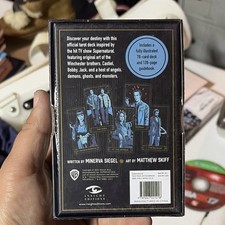 Discover your destiny with this
official tarot deck inspired by
the hit TV show Supernatural,
featuring original art of the
Winchester brothers, Castiel,
Bobby, Jack, and a host of angels,
demons, ghosts, and monsters.
Includes a
fully illustrated
78-card deck
and 128-page
guidebook
WRITTEN BY MINERVA SIEGEL ART BY MATTHEW SKIFF
INSIGHT
EDITIONS